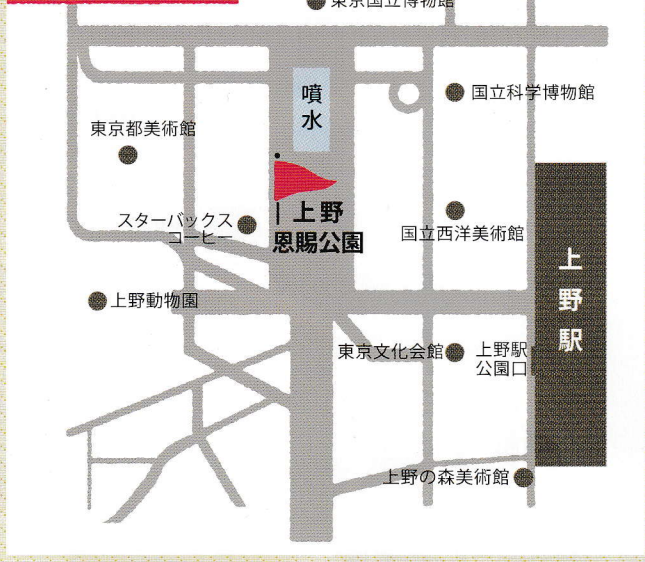 東京国立博物館
噴水
国立科学博物館
東京都美術館
スターバックス
コーヒー
上野
恩賜公園
国立西洋美術館
上野駅
上野動物園
東京文化会館
上野駅
公園口
上野の森美術館